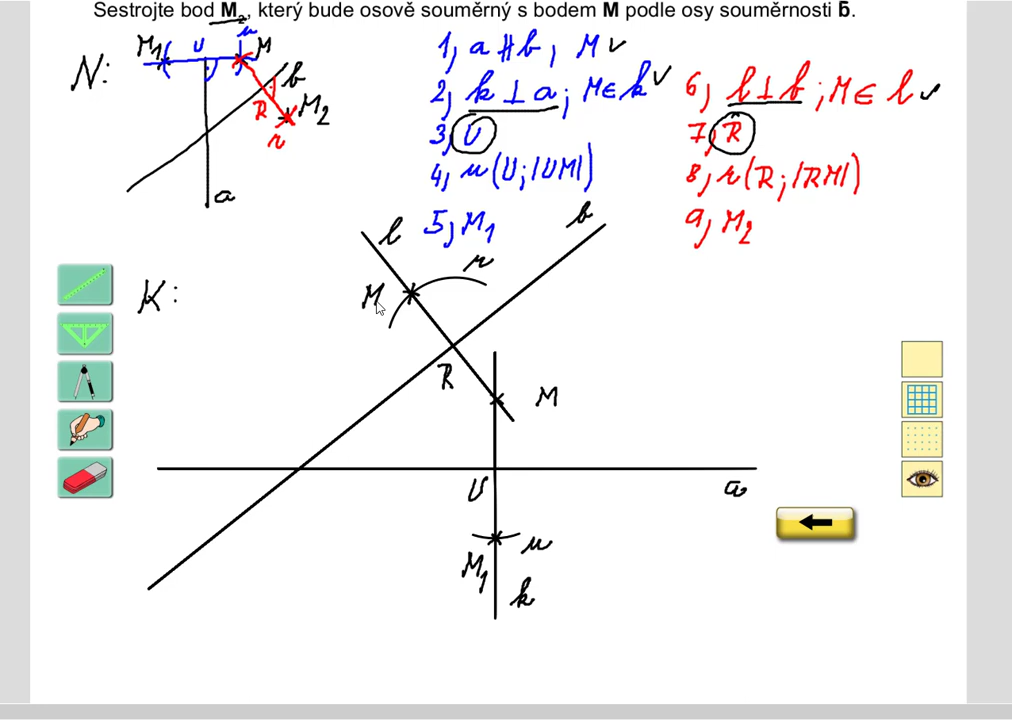 Sestrojte bod M₂, který bude osově souměrný s bodem M podle osy souměrnosti b.
N:
M₁ U u M
b
R M₂
r
a
1, a ∦ b, M ✓
2, k ⊥ a; M ∈ k ✓
3, U
4, u (U; |UM|)
5, M₁
6, l ⊥ b; M ∈ l ✓
7, R
8, r (R; |RM|)
9, M₂
K:
l b
r
M
R
M
U a
u
M₁
k